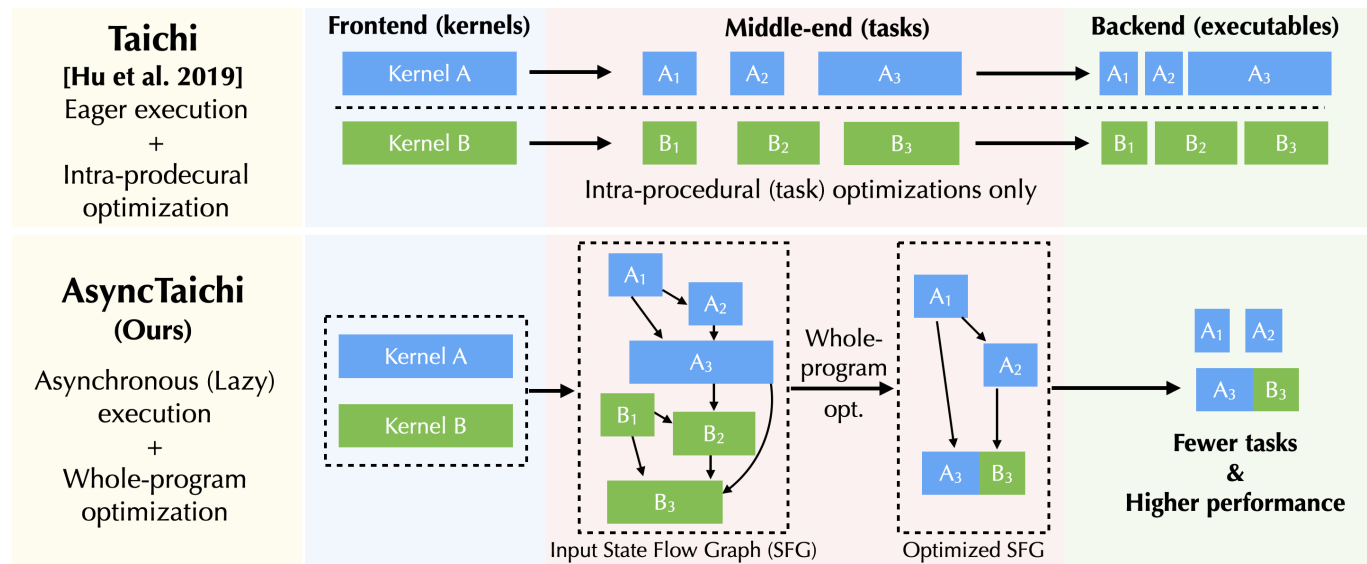 Taichi
[Hu et al. 2019]
Eager execution
+
Intra-prodecural
optimization
Frontend (kernels)
Middle-end (tasks)
Backend (executables)
Kernel A
A1
A2
A3
A1
A2
A3
Kernel B
B1
B2
B3
B1
B2
B3
Intra-procedural (task) optimizations only
AsyncTaichi
(Ours)
Asynchronous (Lazy)
execution
+
Whole-program
optimization
Kernel A
Kernel B
A1
A2
A3
B1
B2
B3
Input State Flow Graph (SFG)
Whole-
program
opt.
A1
A2
A3
B3
Optimized SFG
A1
A2
A3
B3
Fewer tasks
&
Higher performance